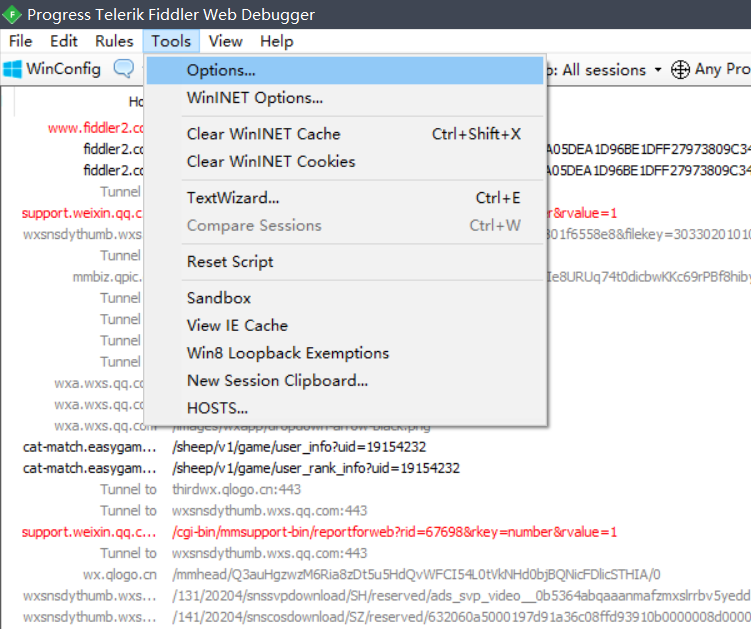 Progress Telerik Fiddler Web Debugger
File Edit Rules Tools View Help
WinConfig : All sessions Any Pro
Options...
WinINET Options...
Clear WinINET Cache Ctrl+Shift+X
Clear WinINET Cookies
TextWizard... Ctrl+E
Compare Sessions Ctrl+W
Reset Script
Sandbox
View IE Cache
Win8 Loopback Exemptions
New Session Clipboard...
HOSTS...
Ho
www.fiddler2.co
fiddler2.co A05DEA1D96BE1DFF27973809C34
fiddler2.co A05DEA1D96BE1DFF27973809C34
Tunnel
support.weixin.qq.c r&rvalue=1
wxsnsdythumb.wxs. 301f6558e8&filekey=3033020101
Tunnel
mmbiz.qpic. Ie8URUq74t0dicbwKKc69rPBf8hiby
Tunnel
Tunnel
Tunnel
Tunnel
wxa.wxs.qq.co
wxa.wxs.qq.com /images/wxapp/dropdown-arrow-black.png
cat-match.easygam... /sheep/v1/game/user_info?uid=19154232
cat-match.easygam... /sheep/v1/game/user_rank_info?uid=19154232
Tunnel to thirdwx.qlogo.cn:443
Tunnel to wxsnsdythumb.wxs.qq.com:443
support.weixin.qq.c... /cgi-bin/mmsupport-bin/reportforweb?rid=67698&rkey=number&rvalue=1
Tunnel to wxsnsdythumb.wxs.qq.com:443
wx.qlogo.cn /mmhead/Q3auHgzwzM6Ria8zDt5u5HdQvWFCI54L0tVkNHd0bjBQNicFDlicSTHIA/0
wxsnsdythumb.wxs... /131/20204/snssvpdownload/SH/reserved/ads_svp_video__0b5364abqaaanmafzmxslrrbv5yedd
wxsnsdythumb.wxs... /141/20204/snscosdownload/SZ/reserved/632060a5000197d91a36c08ffd93910b0000008d0000